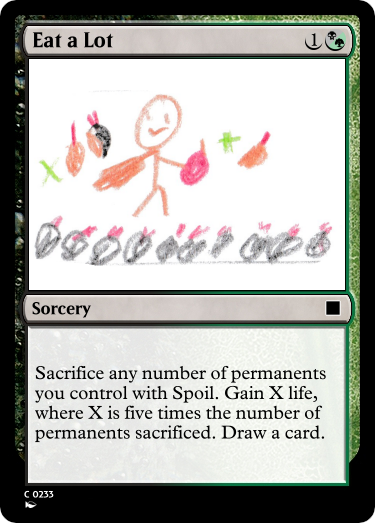 Eat a Lot 1
Sorcery
Sacrifice any number of permanents
you control with Spoil. Gain X life,
where X is five times the number of
permanents sacrificed. Draw a card.
C 0233